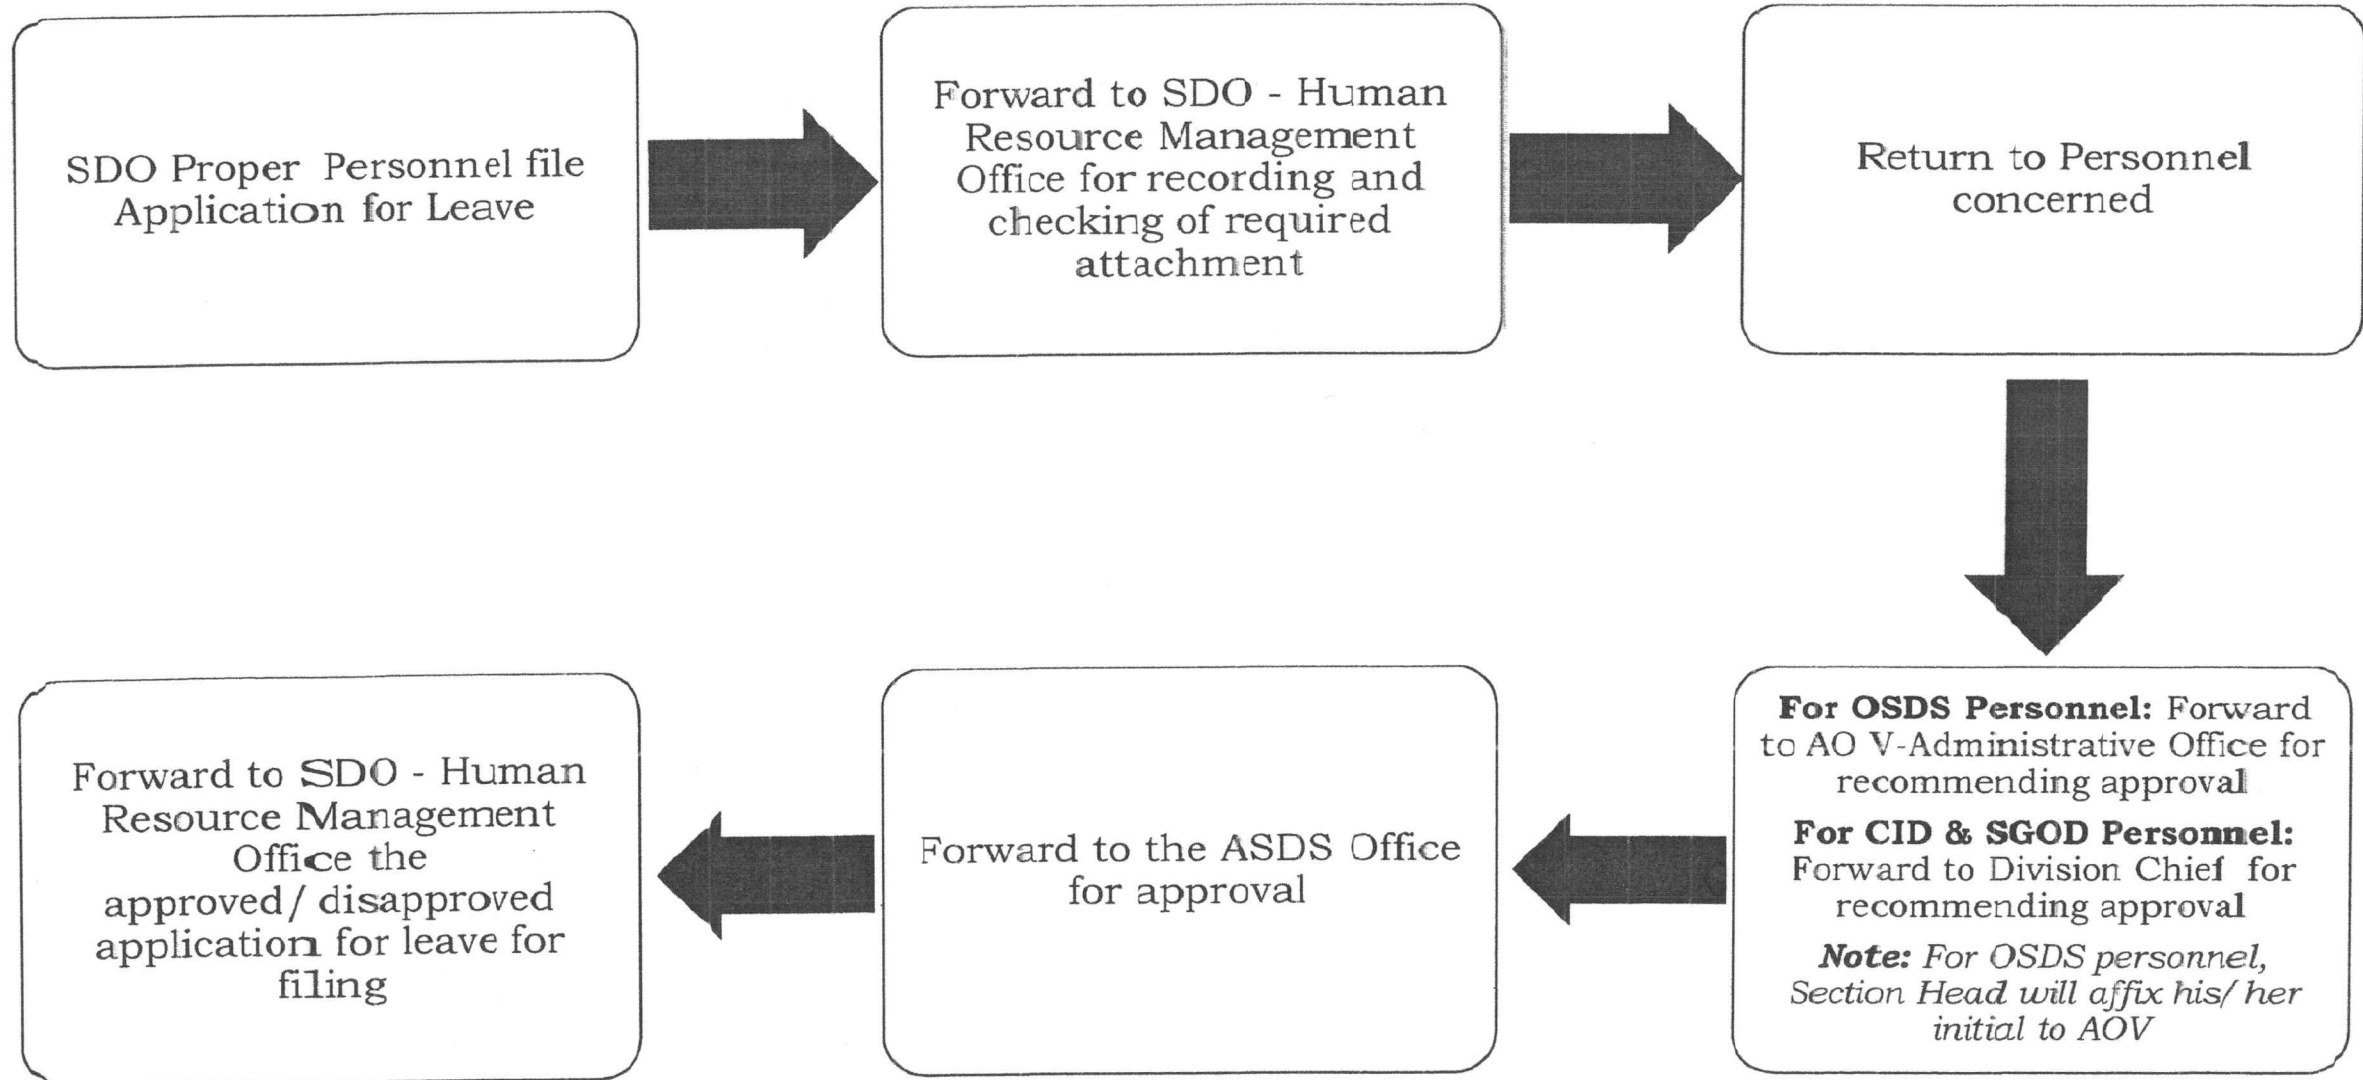 SDO Proper Personnel file
Application for Leave
Forward to SDO - Human
Resource Management
Office for recording and
checking of required
attachment
Return to Personnel
concerned
For OSDS Personnel: Forward
to AO V-Administrative Office for
recommending approval
For CID & SGOD Personnel:
Forward to Division Chief for
recommending approval
Note: For OSDS personnel,
Section Head will affix his/ her
initial to AOV
Forward to the ASDS Office
for approval
Forward to SDO - Human
Resource Management
Office the
approved/ disapproved
application for leave for
filing